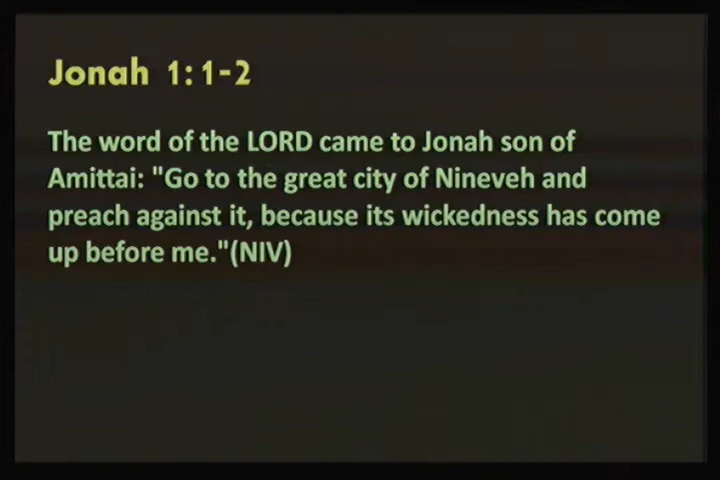 Jonah 1:1-2
The word of the LORD came to Jonah son of
Amittai: "Go to the great city of Nineveh and
preach against it, because its wickedness has come
up before me."(NIV)